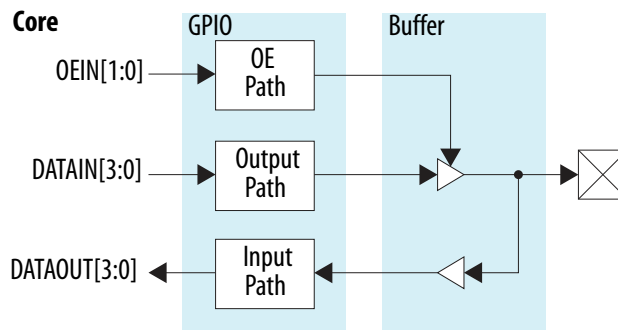 Core
GPIO
Buffer
OEIN[1:0]
OE
Path
DATAIN[3:0]
Output
Path
DATAOUT[3:0]
Input
Path